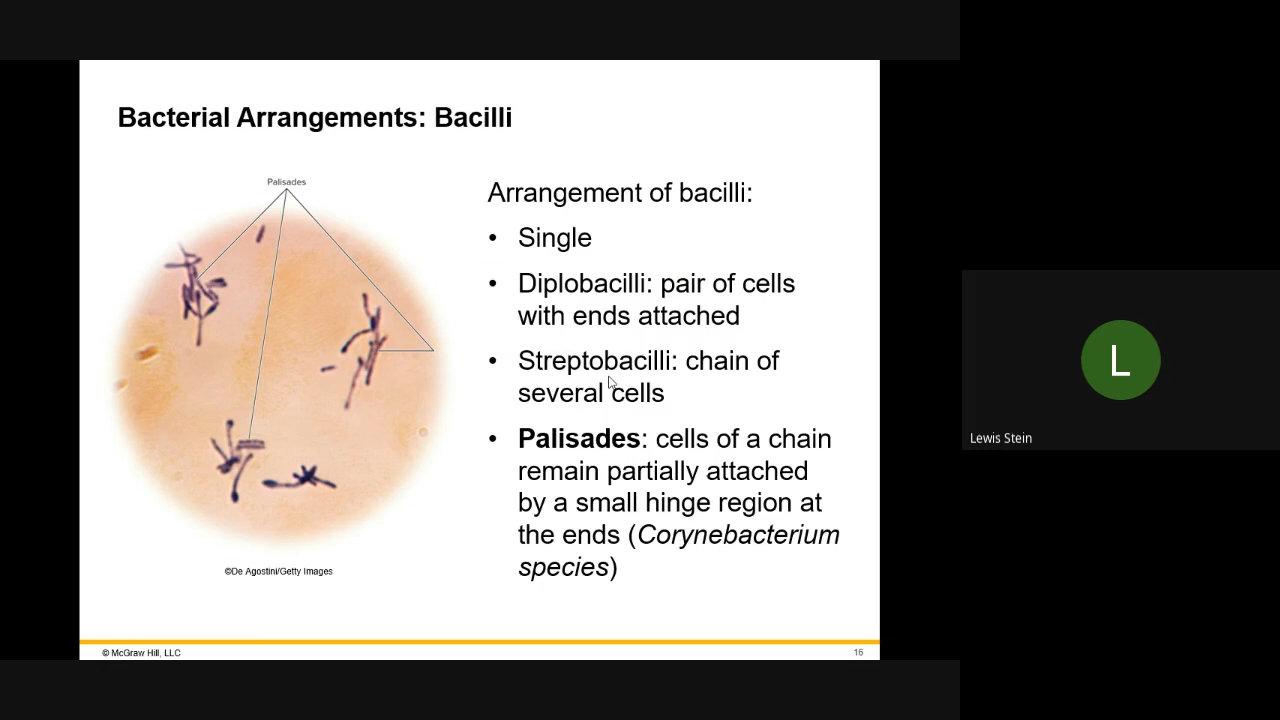 Bacterial Arrangements: Bacilli
Palisades
Arrangement of bacilli:
• Single
• Diplobacilli: pair of cells
with ends attached
• Streptobacilli: chain of
several cells
• Palisades: cells of a chain
remain partially attached
by a small hinge region at
the ends (Corynebacterium
species)
©De Agostini/Getty Images
© McGraw Hill, LLC
16
L
Lewis Stein